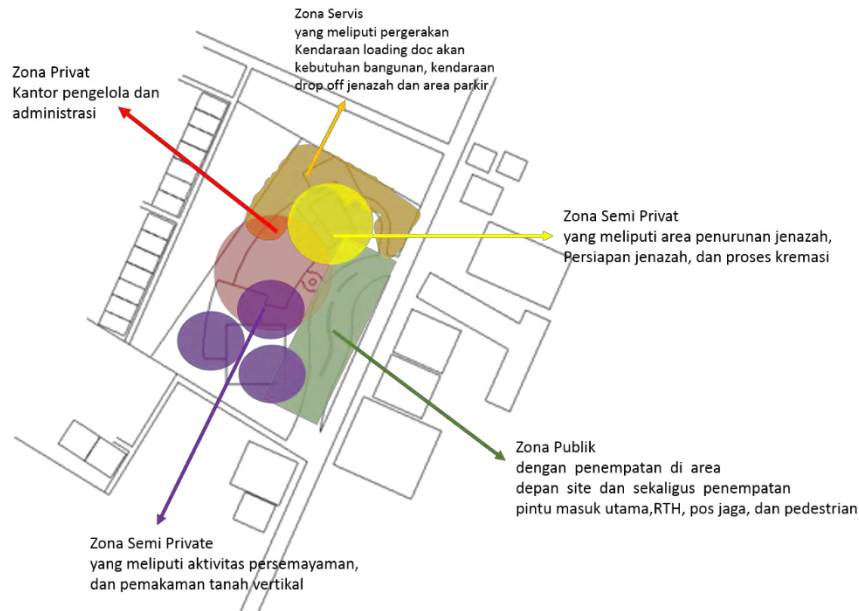 Zona Servis
yang meliputi pergerakan
Kendaraan loading doc akan
kebutuhan bangunan, kendaraan
drop off jenazah dan area parkir
Zona Privat
Kantor pengelola dan
administrasi
Zona Semi Privat
yang meliputi area penurunan jenazah,
Persiapan jenazah, dan proses kremasi
Zona Publik
dengan penempatan di area
depan site dan sekaligus penempatan
pintu masuk utama,RTH, pos jaga, dan pedestrian
Zona Semi Private
yang meliputi aktivitas persemayaman,
dan pemakaman tanah vertikal